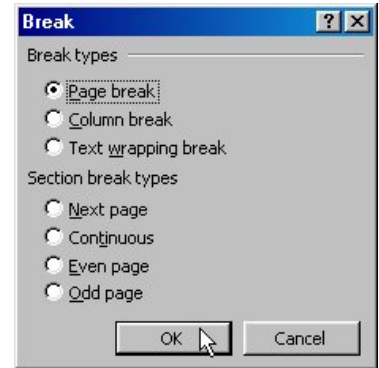 Break
Break types
Page break
Column break
Text wrapping break
Section break types
Next page
Continuous
Even page
Odd page
OK Cancel